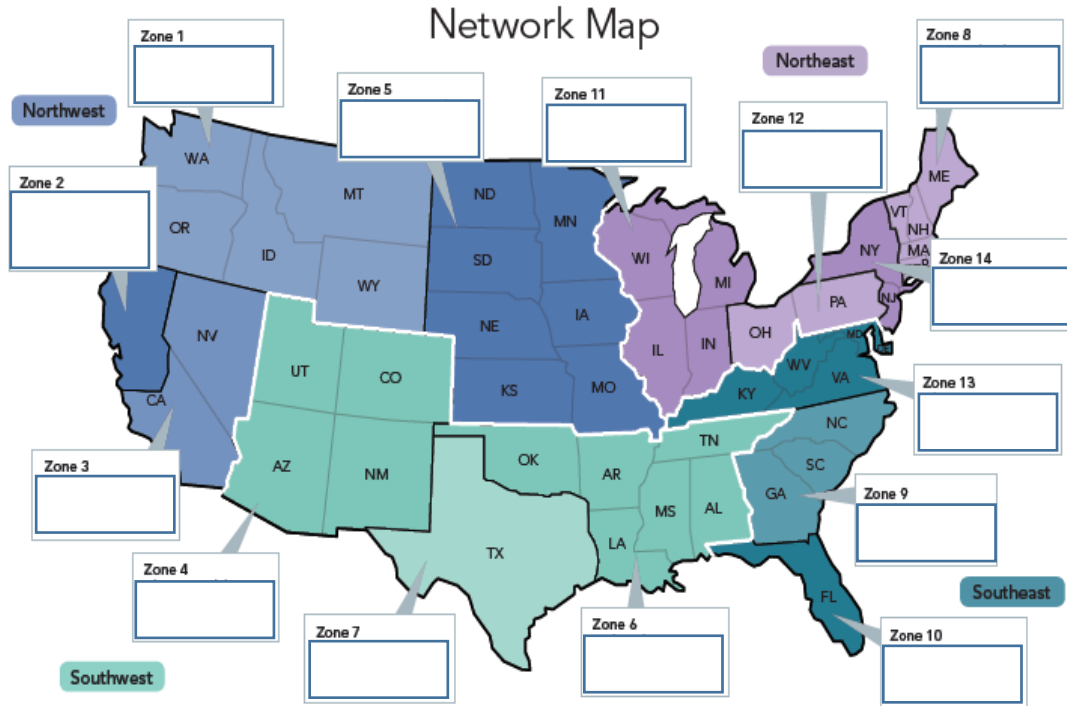 Network Map
Zone 1
Zone 8
Northeast
Zone 5
Zone 11
Northwest
Zone 12
WA
ME
Zone 2
MT
ND
MN
VT
NH
OR
MA
NY
Zone 14
ID
SD
WI
WY
MI
NJ
PA
NV
NE
IA
OH
MD
UT
CO
IL
IN
WV
VA
Zone 13
KS
MO
KY
CA
NC
TN
Zone 3
AZ
NM
OK
AR
SC
GA
Zone 9
MS
AL
TX
LA
Zone 4
Southeast
FL
Zone 7
Zone 6
Zone 10
Southwest